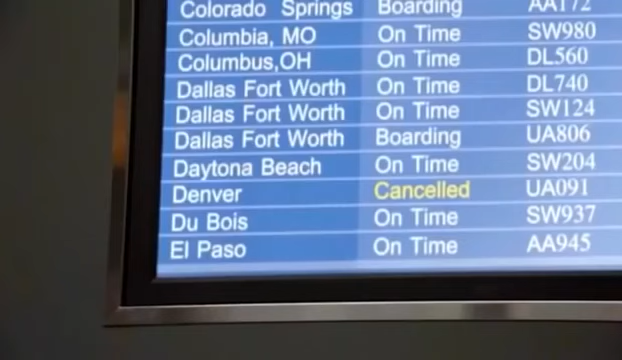 Colorado Springs Boarding AA172
Columbia, MO On Time SW980
Columbus,OH On Time DL560
Dallas Fort Worth On Time DL740
Dallas Fort Worth On Time SW124
Dallas Fort Worth Boarding UA806
Daytona Beach On Time SW204
Denver Cancelled UA091
Du Bois On Time SW937
El Paso On Time AA945